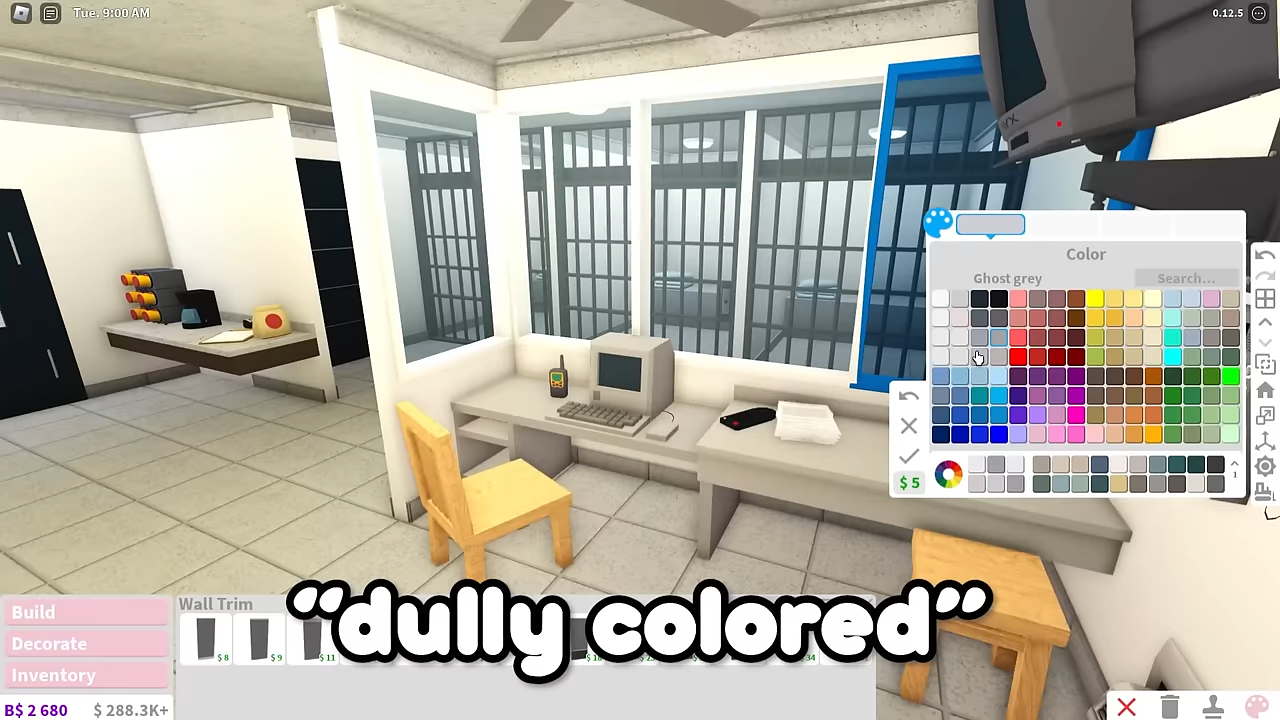 Tue. 9:00 AM
0.12.5
Color
Ghost grey
Search...
$ 5
1
Build
Decorate
Inventory
Wall Trim
$ 8
$ 9
$ 11
“dully colored”
B$ 2 680
$ 288.3K+